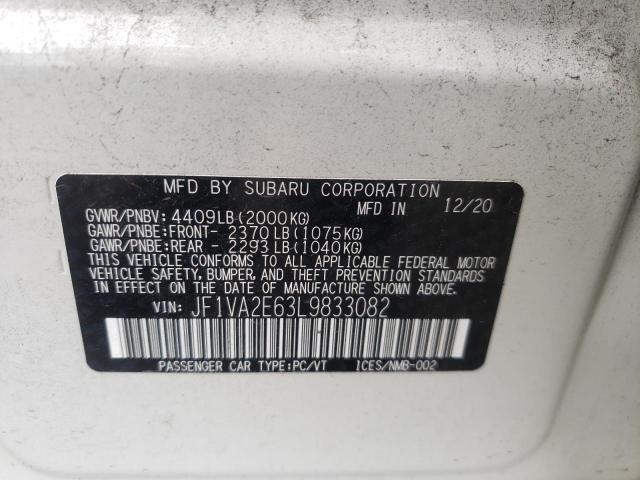 MFD BY SUBARU CORPORATION
MFD IN 12/20
GVWR/PNBV: 4409LB(2000KG)
GAWR/PNBE:FRONT- 2370LB(1075KG)
GAWR/PNBE:REAR - 2293LB(1040KG)
THIS VEHICLE CONFORMS TO ALL APPLICABLE FEDERAL MOTOR
VEHICLE SAFETY, BUMPER, AND THEFT PREVENTION STANDARDS
IN EFFECT ON THE DATE OF MANUFACTURE SHOWN ABOVE.
VIN: JF1VA2E63L9833082
PASSENGER CAR TYPE:PC/VT ICES/NMB-002